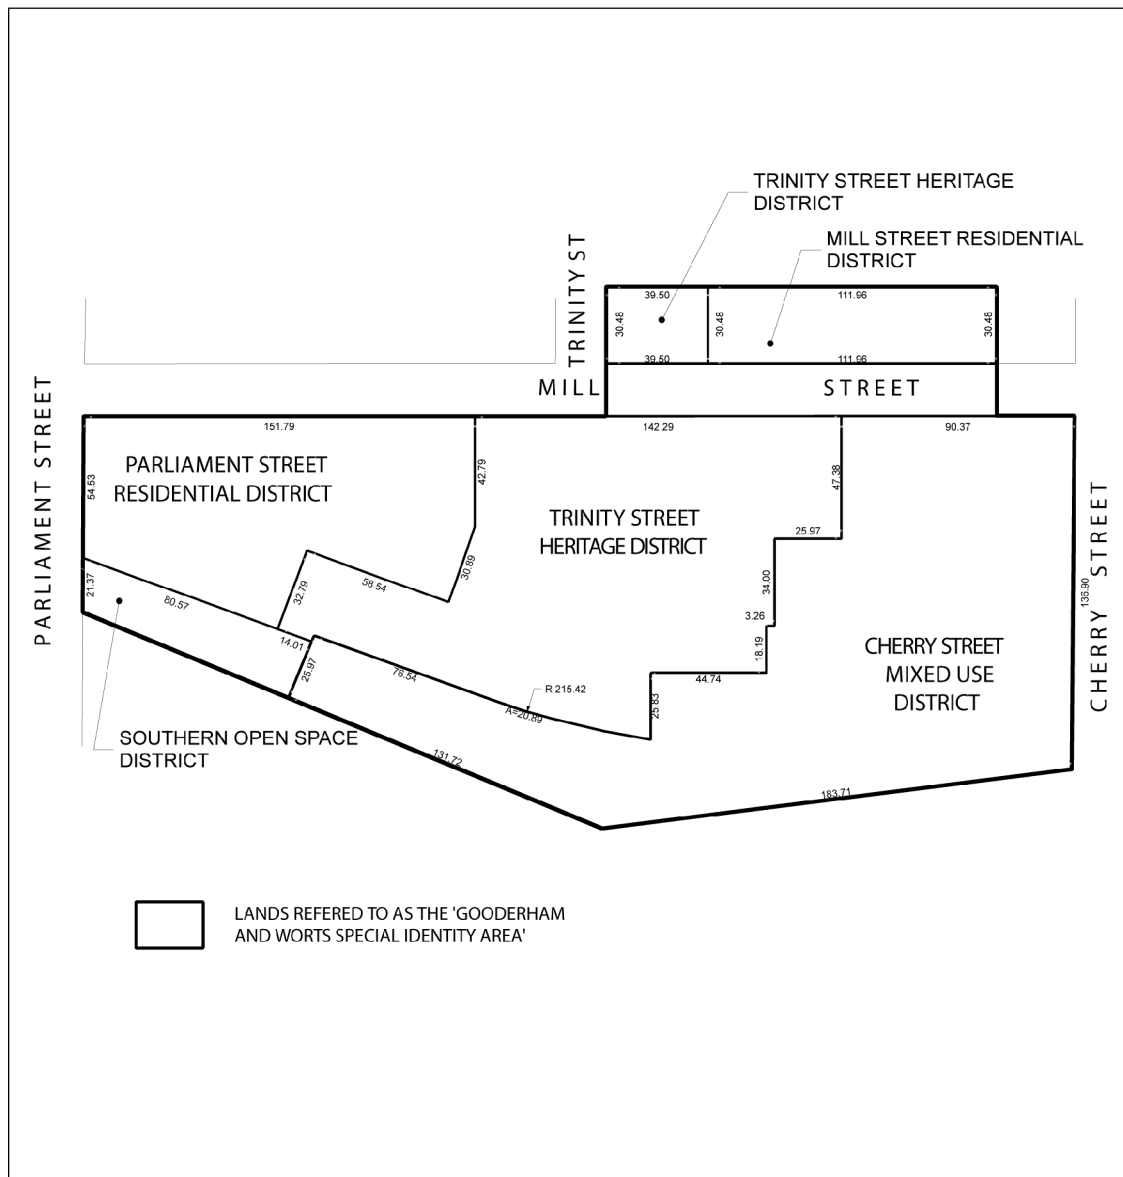 TRINITY STREET HERITAGE
DISTRICT
MILL STREET RESIDENTIAL
DISTRICT
TRINITY ST
39.50
111.96
30.48
30.48
30.48
39.50
111.96
MILL STREET
PARLIAMENT STREET
151.79
142.29
90.37
54.53
PARLIAMENT STREET
RESIDENTIAL DISTRICT
42.79
47.38
TRINITY STREET
HERITAGE DISTRICT
25.97
CHERRY STREET
21.37
80.57
32.79
58.54
30.89
34.00
136.90
3.26
14.01
18.19
CHERRY STREET
MIXED USE
DISTRICT
25.97
76.54
44.74
R 215.42
A=20.89
25.83
SOUTHERN OPEN SPACE
DISTRICT
131.72
183.71
LANDS REFERED TO AS THE 'GOODERHAM
AND WORTS SPECIAL IDENTITY AREA'